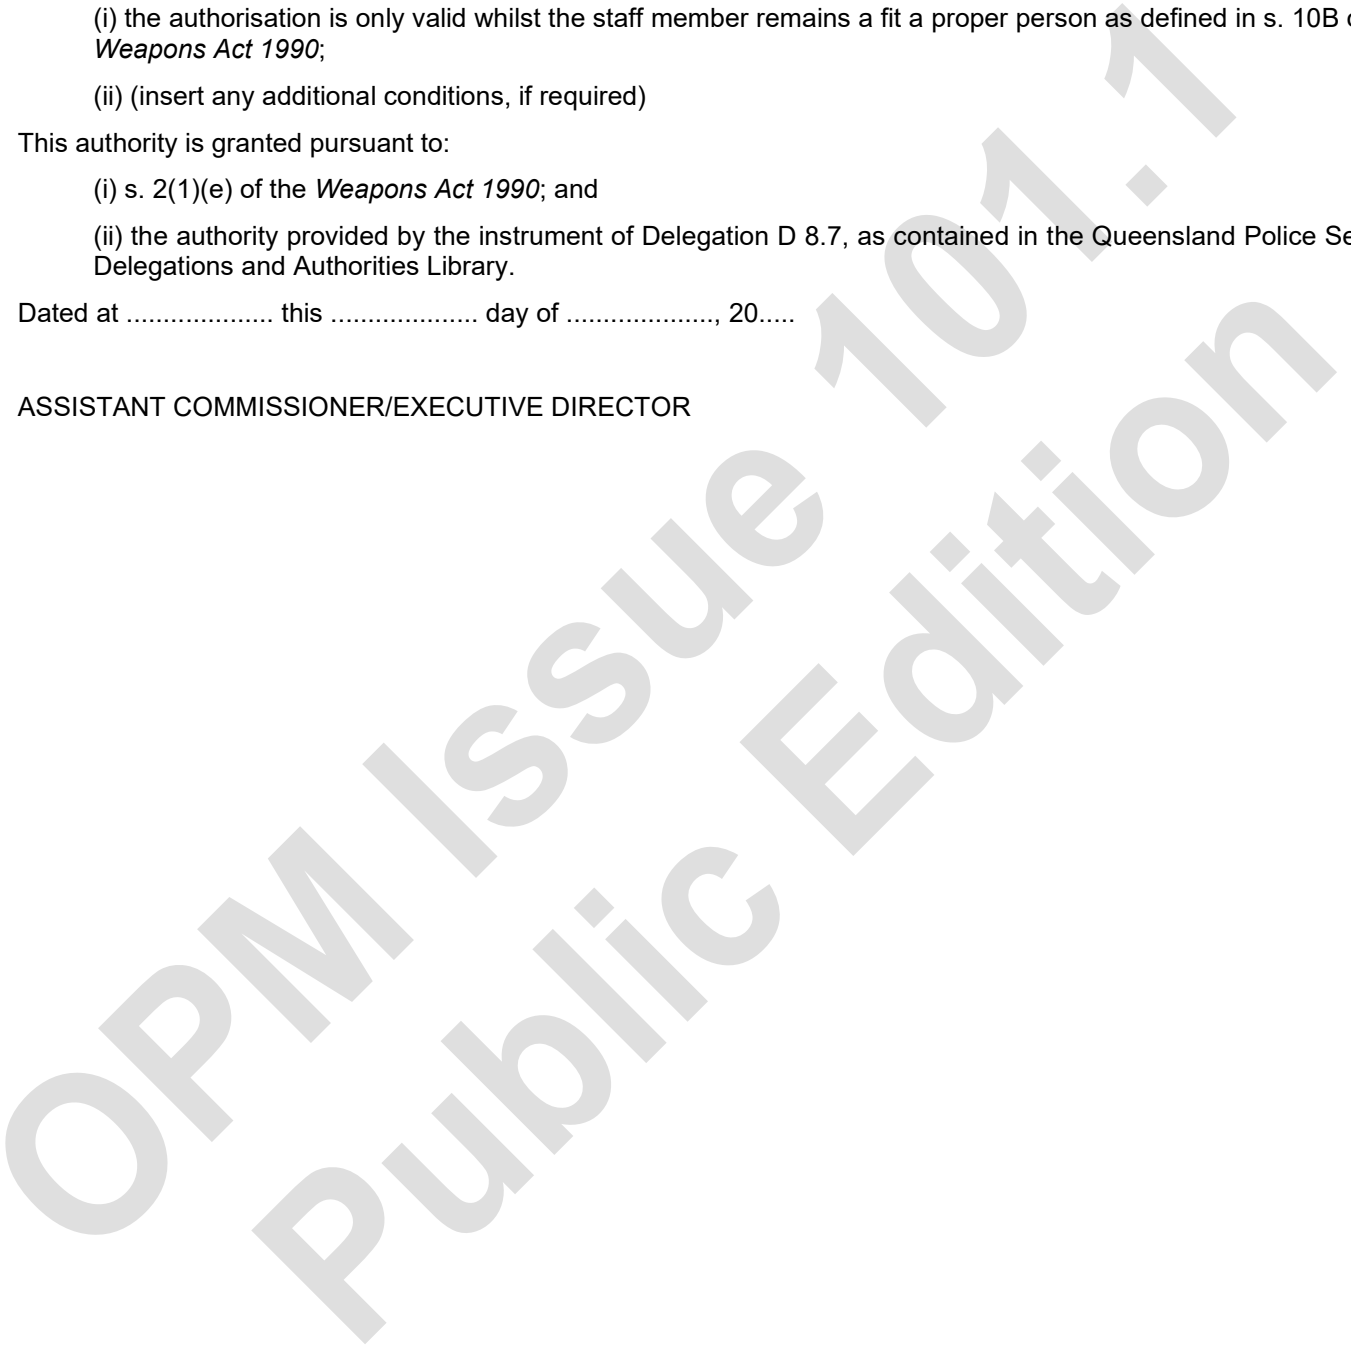 (i) the authorisation is only valid whilst the staff member remains a fit a proper person as defined in s. 10B
Weapons Act 1990;
(ii) (insert any additional conditions, if required)
This authority is granted pursuant to:
(i) s. 2(1)(e) of the Weapons Act 1990; and
(ii) the authority provided by the instrument of Delegation D 8.7, as contained in the Queensland Police
Delegations and Authorities Library.
Dated at .................... this .................... day of ...................., 20.....
ASSISTANT COMMISSIONER/EXECUTIVE DIRECTOR
OPM Issue 101.1
Public Edition